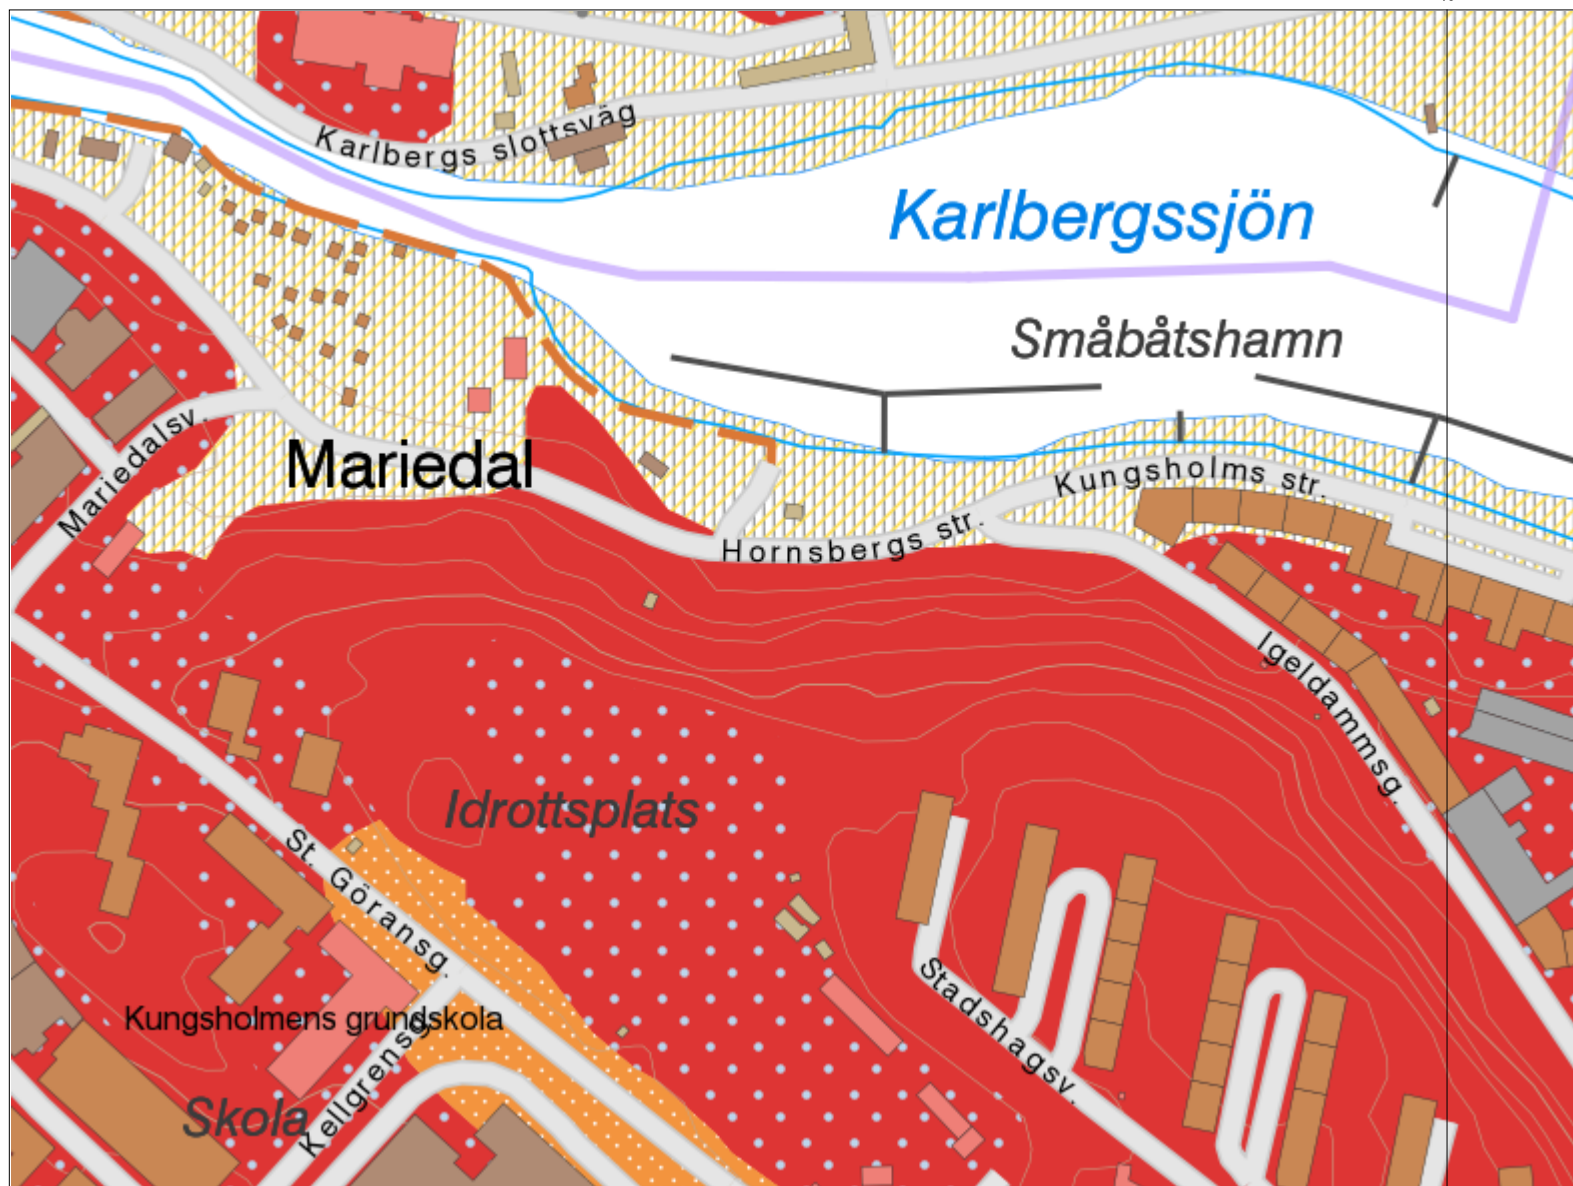 Karlbergs slottsväg
Karlbergssjön
Småbåtshamn
Mariedalsv.
Mariedal
Kungsholms str.
Hornsbergs str.
Igeldammsg.
Idrottsplats
St. Göransg.
Stadshagsv.
Kungsholmens grundskola
Kellgrensg.
Skola